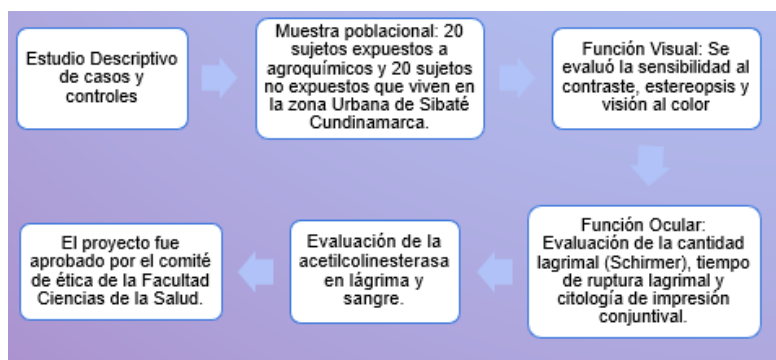 Estudio Descriptivo
de casos y
controles
Muestra poblacional: 20
sujetos expuestos a
agroquímicos y 20 sujetos
no expuestos que viven en
la zona Urbana de Sibaté
Cundinamarca.
Función Visual: Se
evaluó la sensibilidad al
contraste, estereopsis y
visión al color
Función Ocular:
Evaluación de la cantidad
lagrimal (Schirmer), tiempo
de ruptura lagrimal y
citología de impresión
conjuntival.
Evaluación de la
acetilcolinesterasa
en lágrima y
sangre.
El proyecto fue
aprobado por el comité
de ética de la Facultad
Ciencias de la Salud.